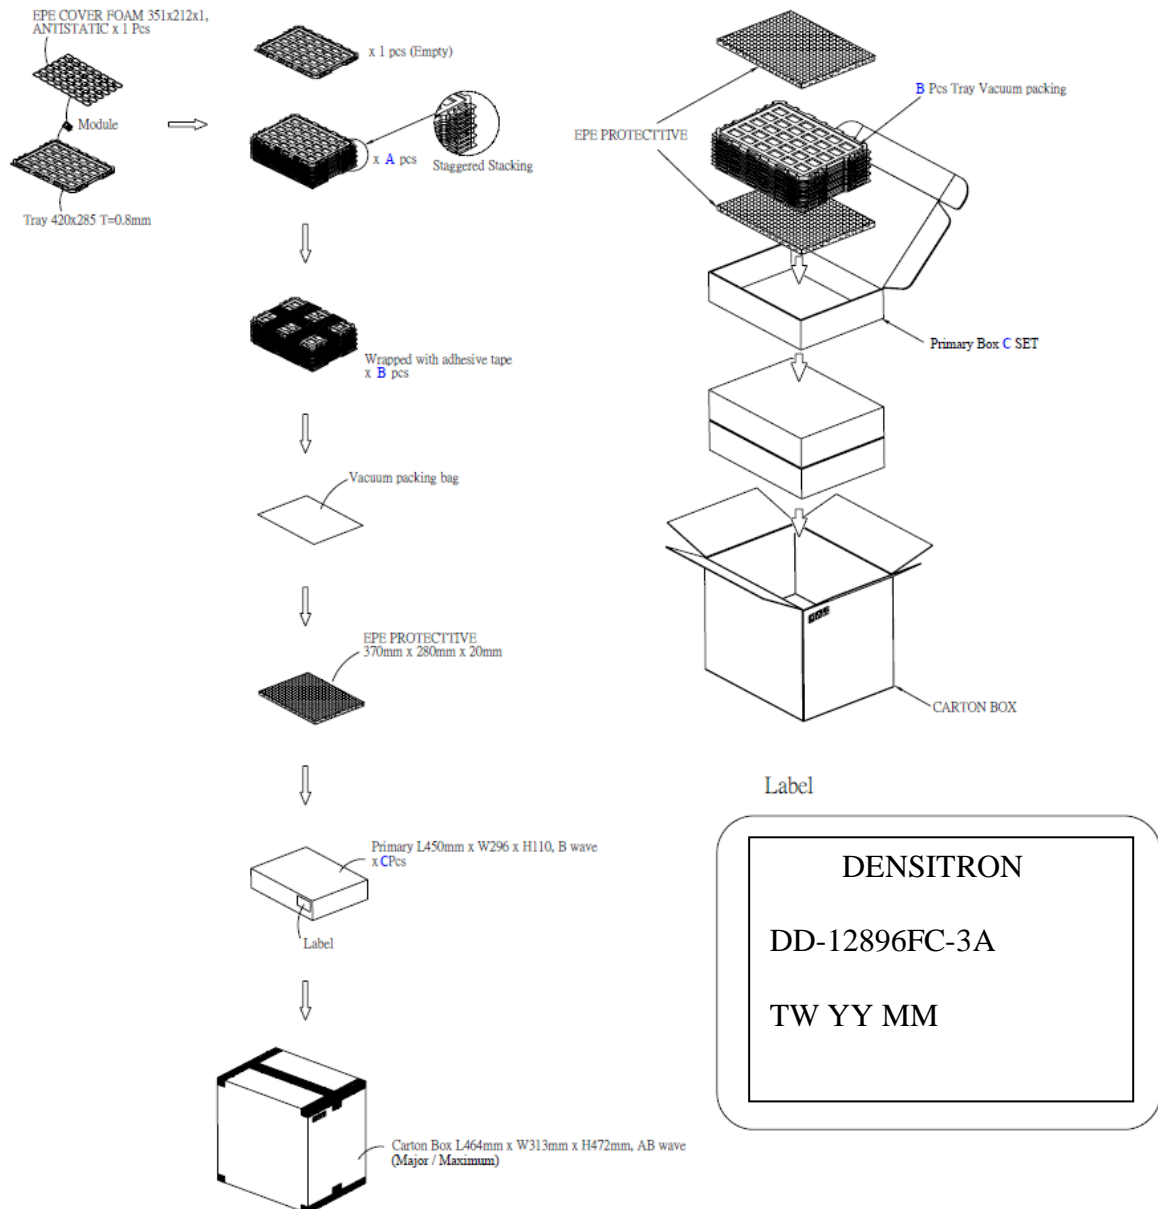 EPE COVER FOAM 351x212x1,
ANTISTATIC x 1 Pcs
Module
Tray 420x285 T=0.8mm
x 1 pcs (Empty)
x A pcs
Staggered Stacking
Wrapped with adhesive tape
x B pcs
Vacuum packing bag
EPE PROTECTTIVE
370mm x 280mm x 20mm
Primary L450mm x W296 x H110, B wave
x CPcs
Label
Carton Box L464mm x W313mm x H472mm, AB wave
(Major / Maximum)
B Pcs Tray Vacuum packing
EPE PROTECTTIVE
Primary Box C SET
CARTON BOX
Label
DENSITRON
DD-12896FC-3A
TW YY MM